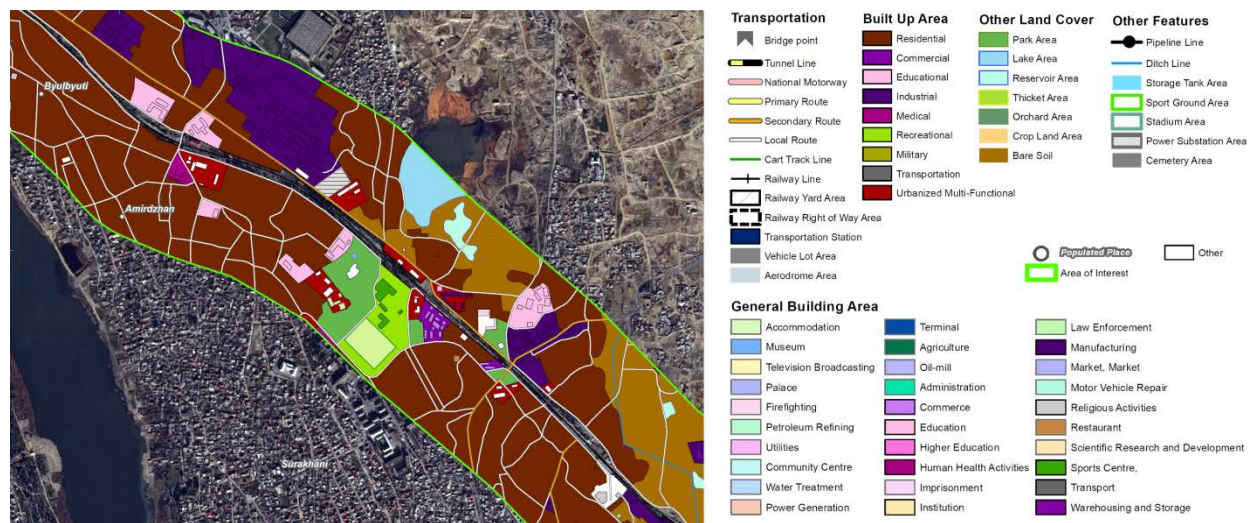 Byulbyuti
Amirdzhan
Surakhani
Transportation
Bridge point
Tunnel Line
National Motorway
Primary Route
Secondary Route
Local Route
Cart Track Line
Railway Line
Railway Yard Area
Railway Right of Way Area
Transportation Station
Vehicle Lot Area
Aerodrome Area
Built Up Area
Residential
Commercial
Educational
Industrial
Medical
Recreational
Military
Transportation
Urbanized Multi-Functional
Other Land Cover
Park Area
Lake Area
Reservoir Area
Thicket Area
Orchard Area
Crop Land Area
Bare Soil
Other Features
Pipeline Line
Ditch Line
Storage Tank Area
Sport Ground Area
Stadium Area
Power Substation Area
Cemetery Area
Populated Place
Area of Interest
Other
General Building Area
Accommodation
Museum
Television Broadcasting
Palace
Firefighting
Petroleum Refining
Utilities
Community Centre
Water Treatment
Power Generation
Terminal
Agriculture
Oil-mill
Administration
Commerce
Education
Higher Education
Human Health Activities
Imprisonment
Institution
Law Enforcement
Manufacturing
Market, Market
Motor Vehicle Repair
Religious Activities
Restaurant
Scientific Research and Development
Sports Centre,
Transport
Warehousing and Storage